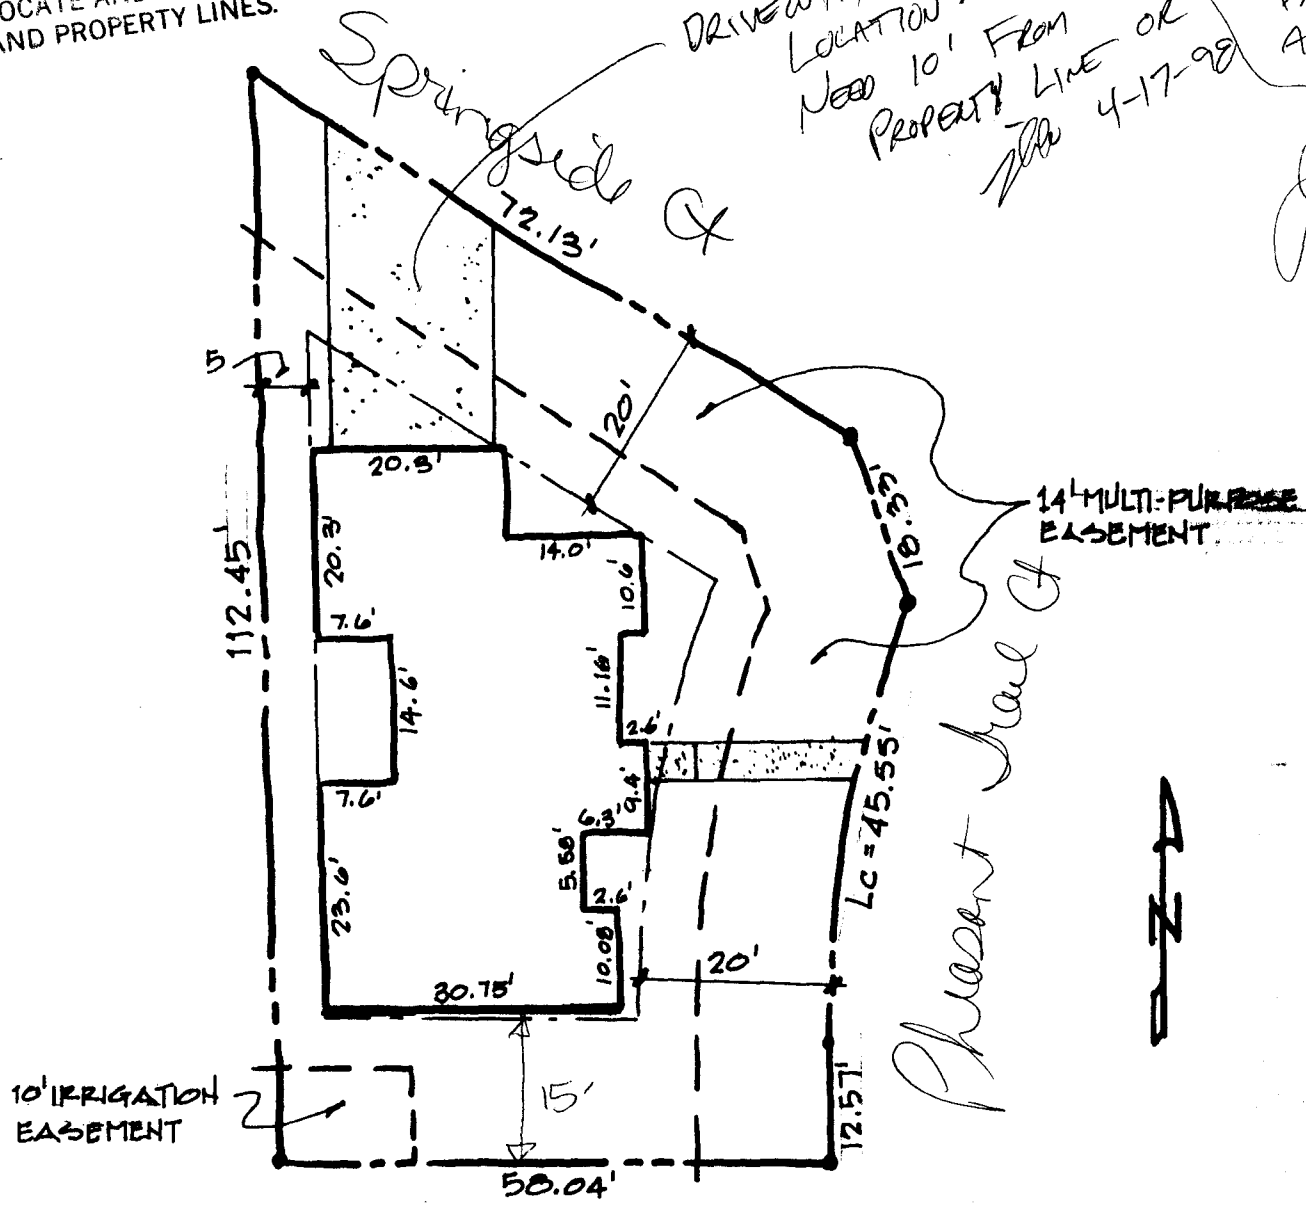 AND PROPERTY LINES.
Springside Ct
LOCATION
NEED 10' FROM
PROPERTY LINE OR
4-17-98
72.13'
5
20'
20.3'
14.0'
18.33'
14' MULTI-PURPOSE
EASEMENT
112.45'
20.3'
10.6'
7.6'
14.6'
11.16'
2.6'
7.6'
9.4'
6.3'
5.58'
2.6'
23.6'
10.08'
30.75'
20'
Lc = 45.55'
Pheasant Trail Ct
N
10' IRRIGATION
EASEMENT
15'
12.57'
58.04'